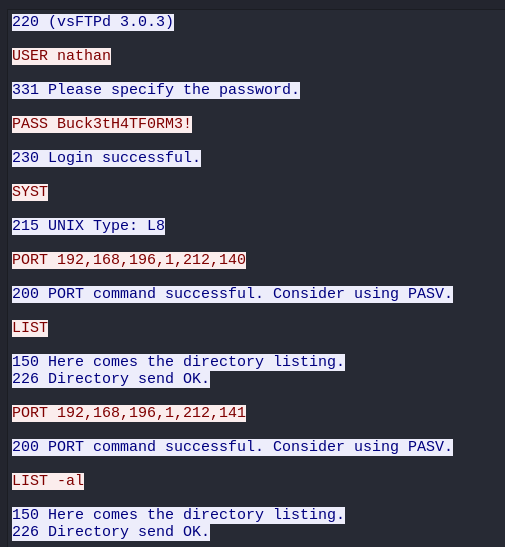 220 (vsFTPd 3.0.3)
USER nathan
331 Please specify the password.
PASS Buck3tH4TF0RM3!
230 Login successful.
SYST
215 UNIX Type: L8
PORT 192,168,196,1,212,140
200 PORT command successful. Consider using PASV.
LIST
150 Here comes the directory listing.
226 Directory send OK.
PORT 192,168,196,1,212,141
200 PORT command successful. Consider using PASV.
LIST -al
150 Here comes the directory listing.
226 Directory send OK.